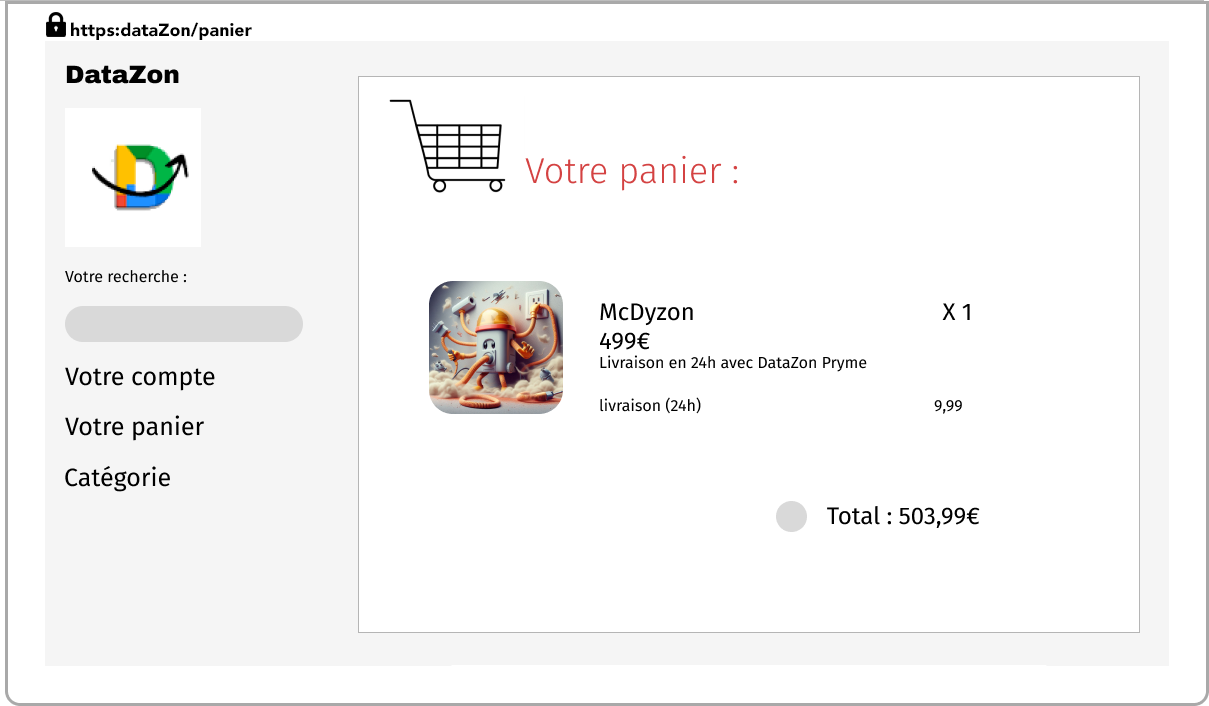 https:dataZon/panier
DataZon
Votre recherche :
Votre compte
Votre panier
Catégorie
Votre panier :
McDyzon X 1
499€
Livraison en 24h avec DataZon Pryme
livraison (24h) 9,99
Total : 503,99€